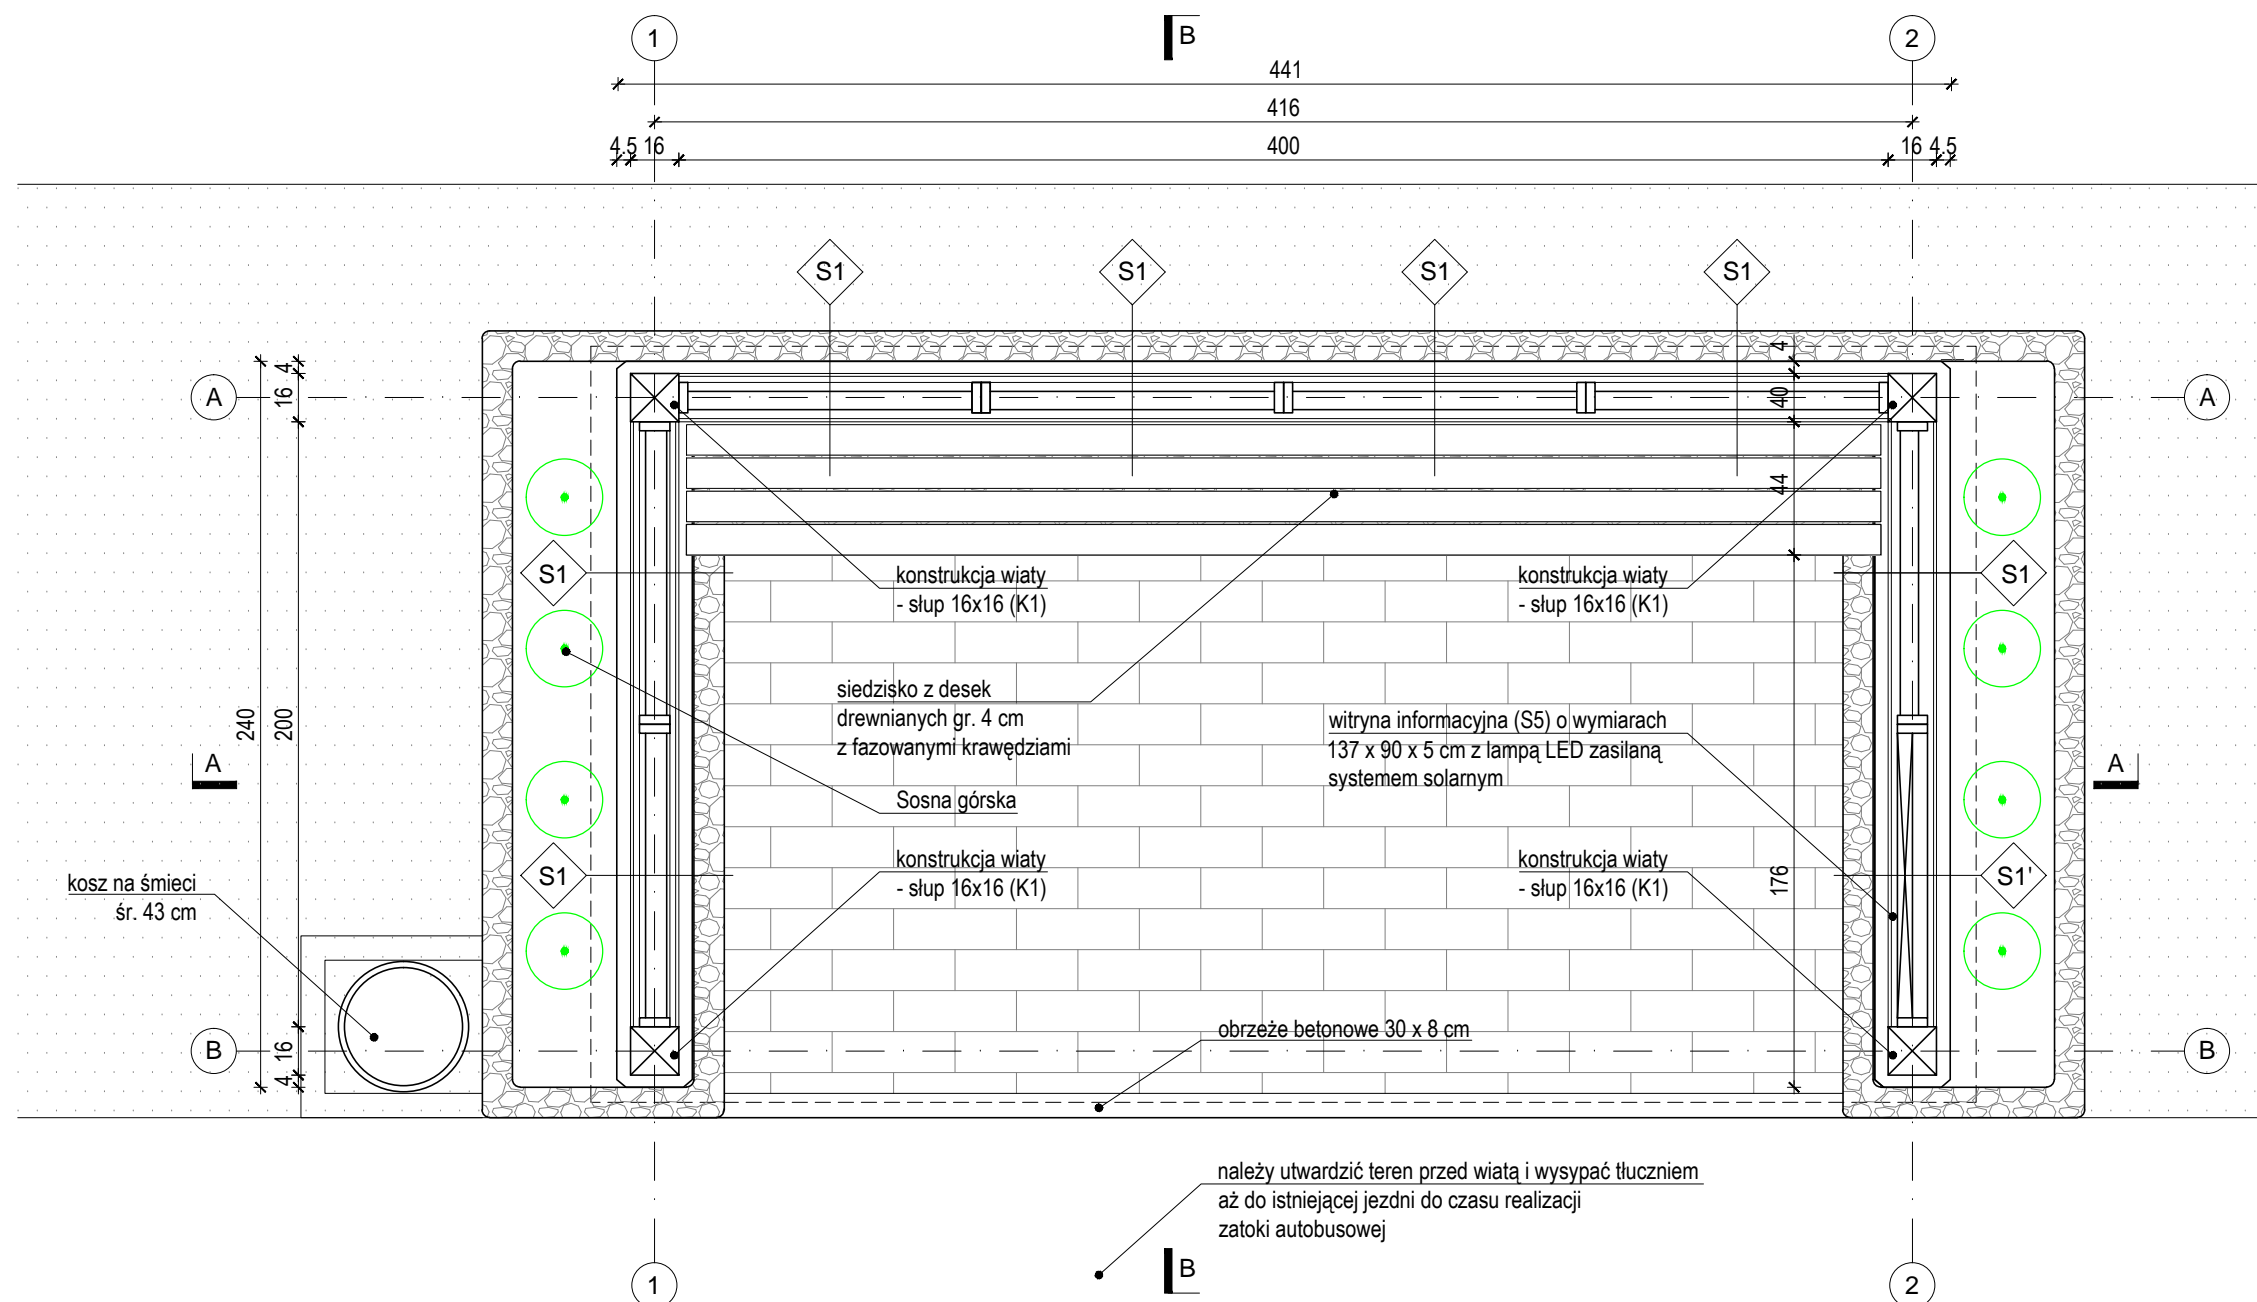 1
B
2
441
416
4.5 16 400 16 4.5
S1 S1 S1 S1
4
A
4
16
40
A
44
S1
S1
konstrukcja wiaty
- słup 16x16 (K1)
konstrukcja wiaty
- słup 16x16 (K1)
siedzisko z desek
drewnianych gr. 4 cm
z fazowanymi krawędziami
witryna informacyjna (S5) o wymiarach
137 x 90 x 5 cm z lampą LED zasilaną
systemem solarnym
240
200
A
A
Sosna górska
kosz na śmieci
śr. 43 cm
S1
konstrukcja wiaty
- słup 16x16 (K1)
konstrukcja wiaty
- słup 16x16 (K1)
176
S1'
obrzeże betonowe 30 x 8 cm
B
16
4
B
należy utwardzić teren przed wiatą i wysypać tłuczniem
aż do istniejącej jezdni do czasu realizacji
zatoki autobusowej
1
B
2